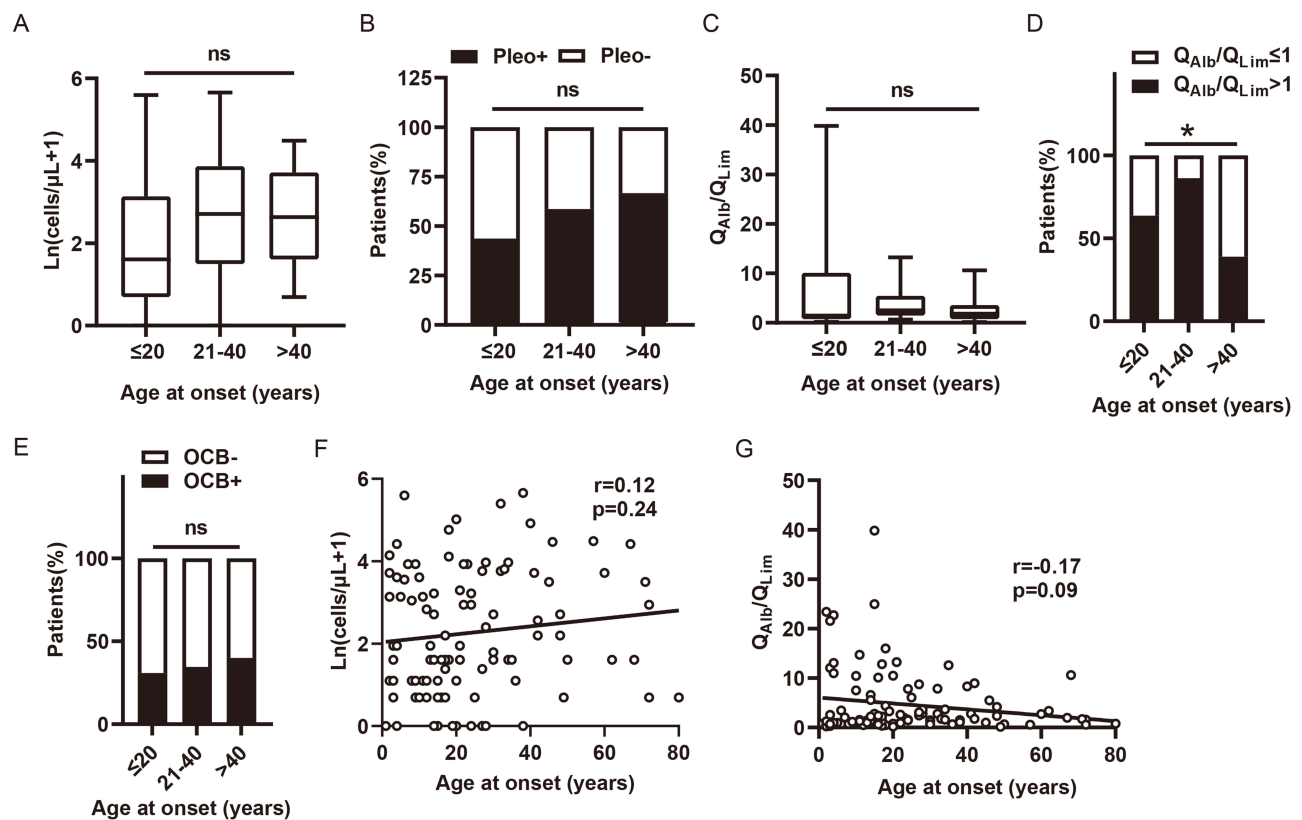 A
ns
Ln(cells/μL+1)
6
4
2
0
≤20 21-40 >40
Age at onset (years)
B
Pleo+ Pleo-
ns
Patients(%)
125
100
75
50
25
0
≤20 21-40 >40
Age at onset (years)
C
ns
QAlb/QLim
50
40
30
20
10
0
≤20 21-40 >40
Age at onset (years)
D
QAlb/QLim≤1
QAlb/QLim>1
*
Patients(%)
100
50
0
≤20 21-40 >40
Age at onset (years)
E
OCB-
OCB+
ns
Patients(%)
100
50
0
≤20 21-40 >40
Age at onset (years)
F
r=0.12
p=0.24
Ln(cells/μL+1)
6
4
2
0
0 20 40 60 80
Age at onset (years)
G
r=-0.17
p=0.09
QAlb/QLim
50
40
30
20
10
0
0 20 40 60 80
Age at onset (years)